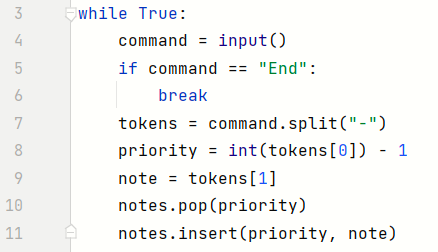 3 while True:
4     command = input()
5     if command == "End":
6         break
7     tokens = command.split("-")
8     priority = int(tokens[0]) - 1
9     note = tokens[1]
10     notes.pop(priority)
11     notes.insert(priority, note)